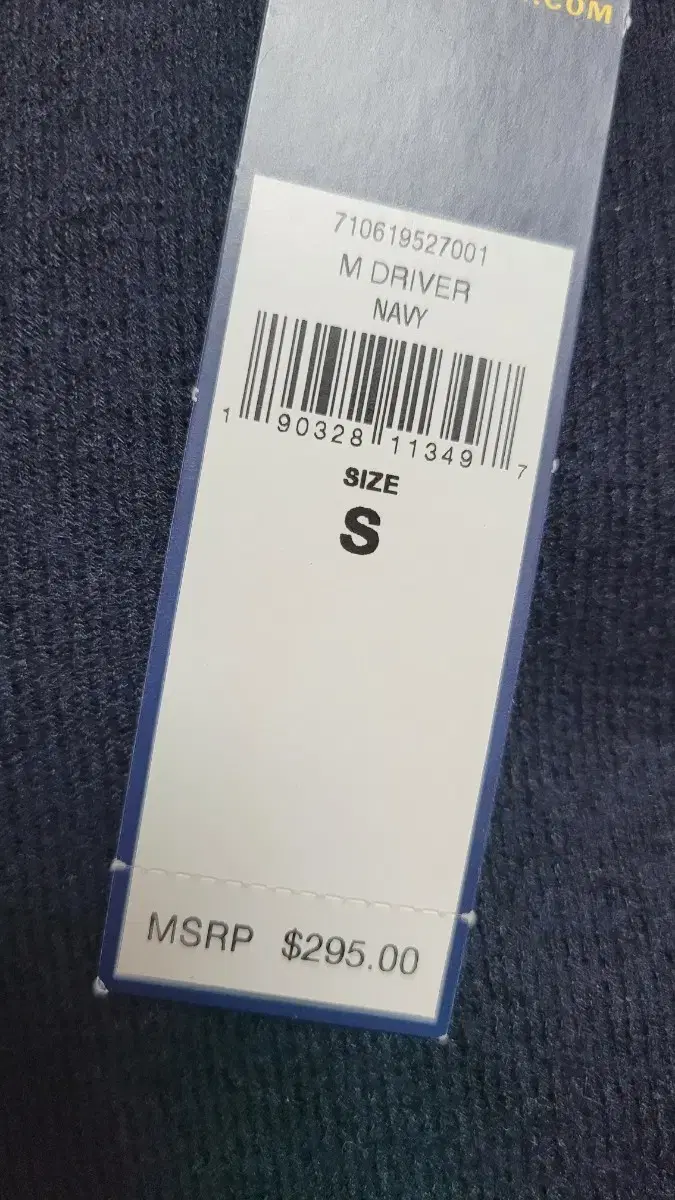 .COM
710619527001
M DRIVER
NAVY
1 90328 11349 7
SIZE
S
MSRP $295.00